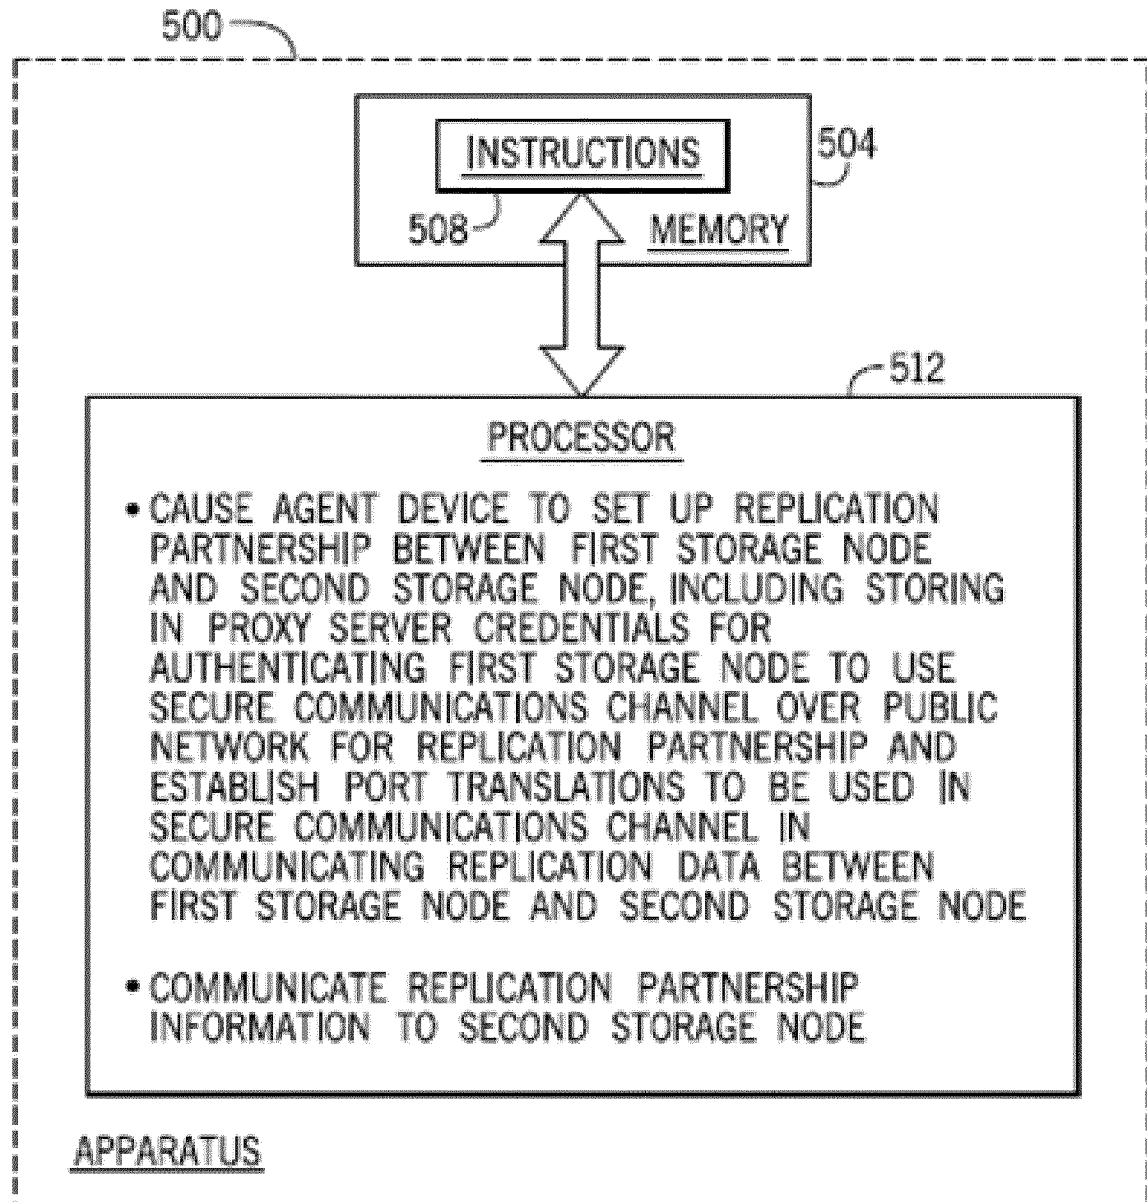 500
INSTRUCTIONS
504
508
MEMORY
512
PROCESSOR
• CAUSE AGENT DEVICE TO SET UP REPLICATION
PARTNERSHIP BETWEEN FIRST STORAGE NODE
AND SECOND STORAGE NODE, INCLUDING STORING
IN PROXY SERVER CREDENTIALS FOR
AUTHENTICATING FIRST STORAGE NODE TO USE
SECURE COMMUNICATIONS CHANNEL OVER PUBLIC
NETWORK FOR REPLICATION PARTNERSHIP AND
ESTABLISH PORT TRANSLATIONS TO BE USED IN
SECURE COMMUNICATIONS CHANNEL IN
COMMUNICATING REPLICATION DATA BETWEEN
FIRST STORAGE NODE AND SECOND STORAGE NODE
• COMMUNICATE REPLICATION PARTNERSHIP
INFORMATION TO SECOND STORAGE NODE
APPARATUS